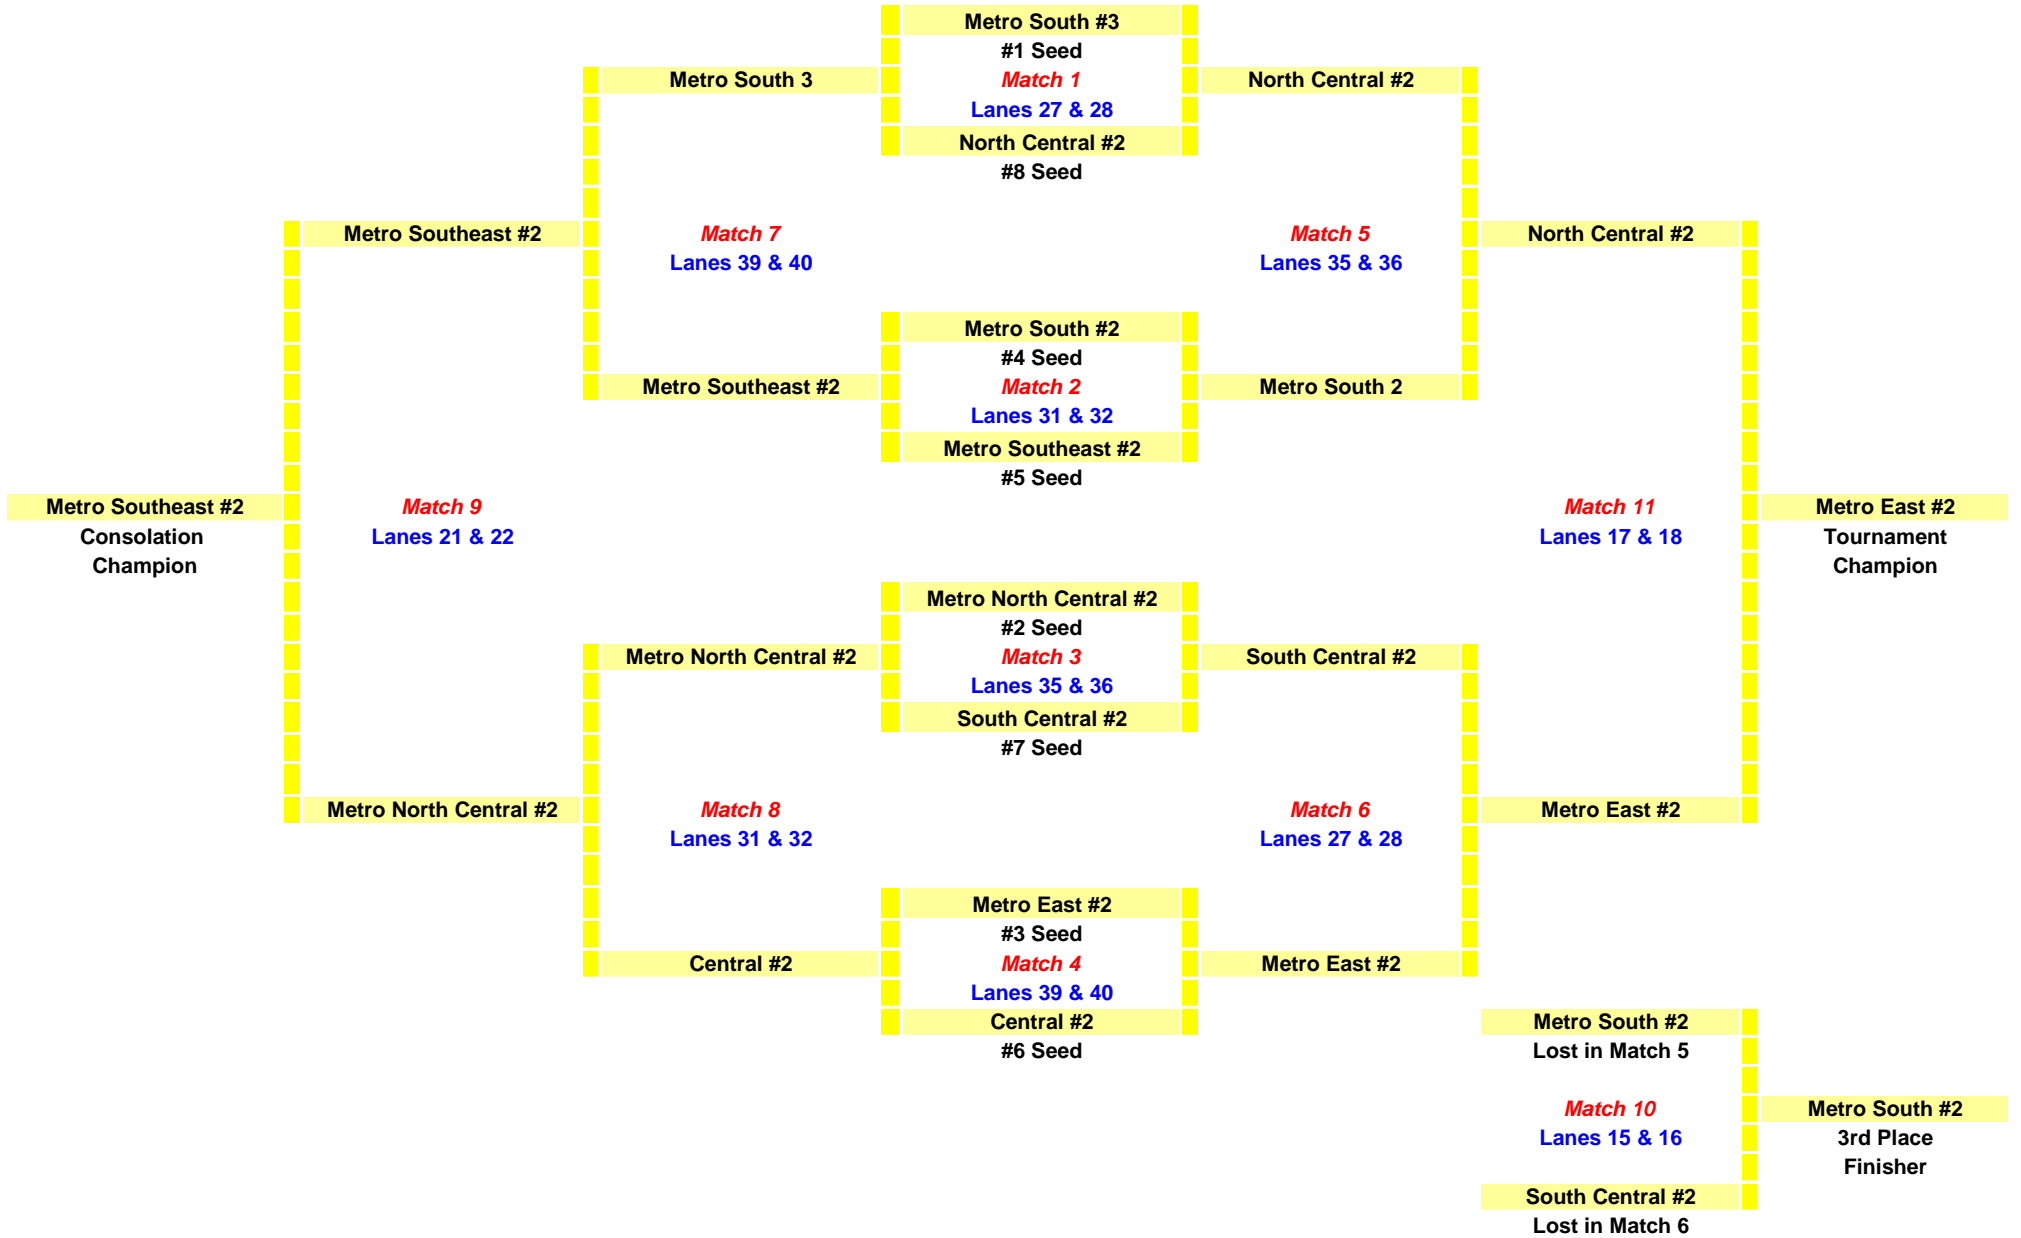 Metro South #3
#1 Seed
Metro South 3
Match 1
North Central #2
Lanes 27 & 28
North Central #2
#8 Seed
Metro Southeast #2
Match 7
Match 5
North Central #2
Lanes 39 & 40
Lanes 35 & 36
Metro South #2
#4 Seed
Metro Southeast #2
Match 2
Metro South 2
Lanes 31 & 32
Metro Southeast #2
#5 Seed
Metro Southeast #2
Match 9
Match 11
Metro East #2
Consolation
Lanes 21 & 22
Lanes 17 & 18
Tournament
Champion
Champion
Metro North Central #2
#2 Seed
Metro North Central #2
Match 3
South Central #2
Lanes 35 & 36
South Central #2
#7 Seed
Metro North Central #2
Match 8
Match 6
Metro East #2
Lanes 31 & 32
Lanes 27 & 28
Metro East #2
#3 Seed
Central #2
Match 4
Metro East #2
Lanes 39 & 40
Central #2
Metro South #2
#6 Seed
Lost in Match 5
Match 10
Metro South #2
Lanes 15 & 16
3rd Place
Finisher
South Central #2
Lost in Match 6